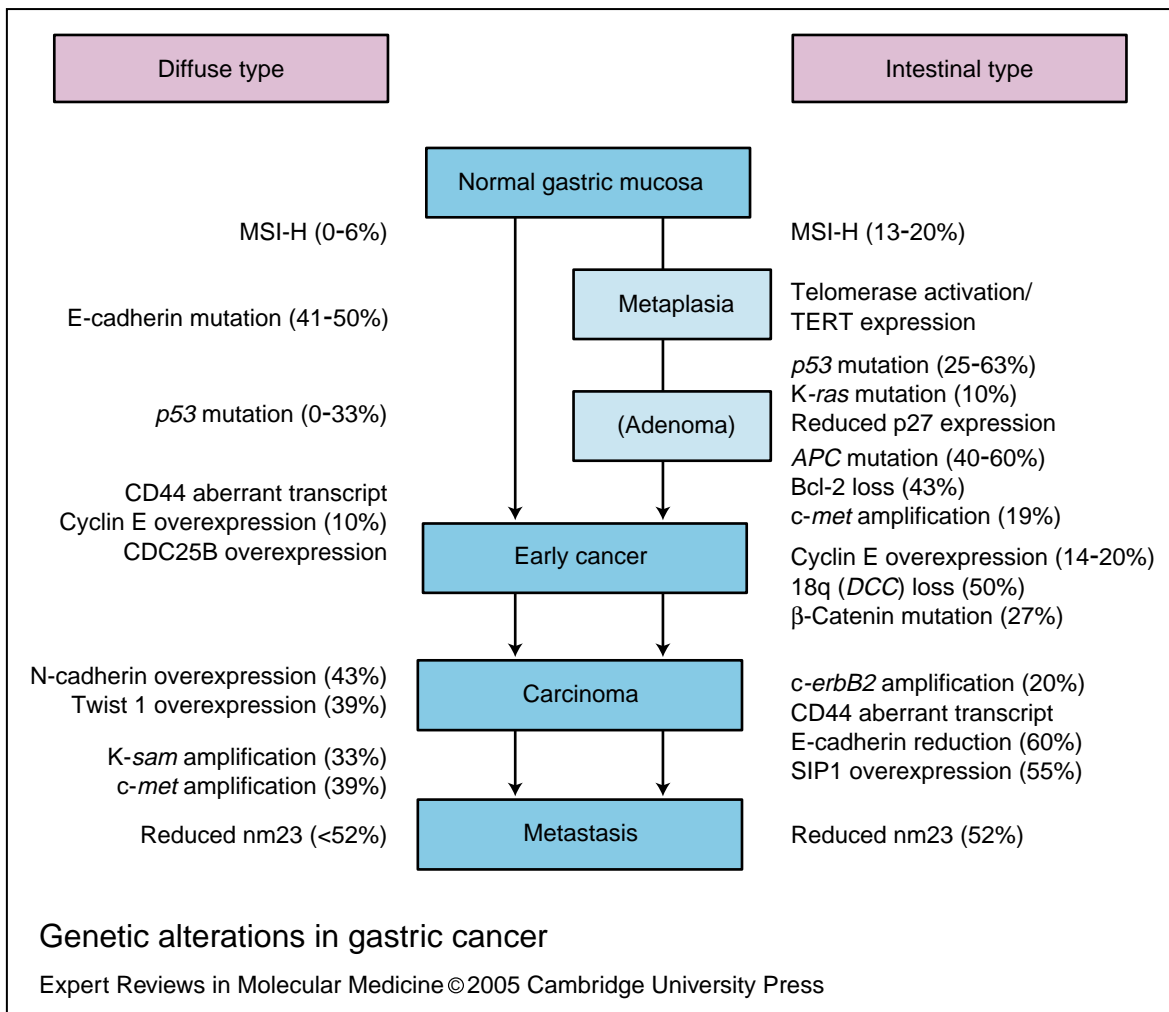 Diffuse type
Intestinal type
Normal gastric mucosa
MSI-H (0-6%)
MSI-H (13-20%)
Metaplasia
E-cadherin mutation (41-50%)
Telomerase activation/
TERT expression
p53 mutation (25-63%)
K-ras mutation (10%)
Reduced p27 expression
p53 mutation (0-33%)
(Adenoma)
APC mutation (40-60%)
Bcl-2 loss (43%)
c-met amplification (19%)
CD44 aberrant transcript
Cyclin E overexpression (10%)
CDC25B overexpression
Early cancer
Cyclin E overexpression (14-20%)
18q (DCC) loss (50%)
β-Catenin mutation (27%)
N-cadherin overexpression (43%)
Twist 1 overexpression (39%)
Carcinoma
c-erbB2 amplification (20%)
CD44 aberrant transcript
E-cadherin reduction (60%)
SIP1 overexpression (55%)
K-sam amplification (33%)
c-met amplification (39%)
Reduced nm23 (<52%)
Metastasis
Reduced nm23 (52%)
Genetic alterations in gastric cancer
Expert Reviews in Molecular Medicine © 2005 Cambridge University Press